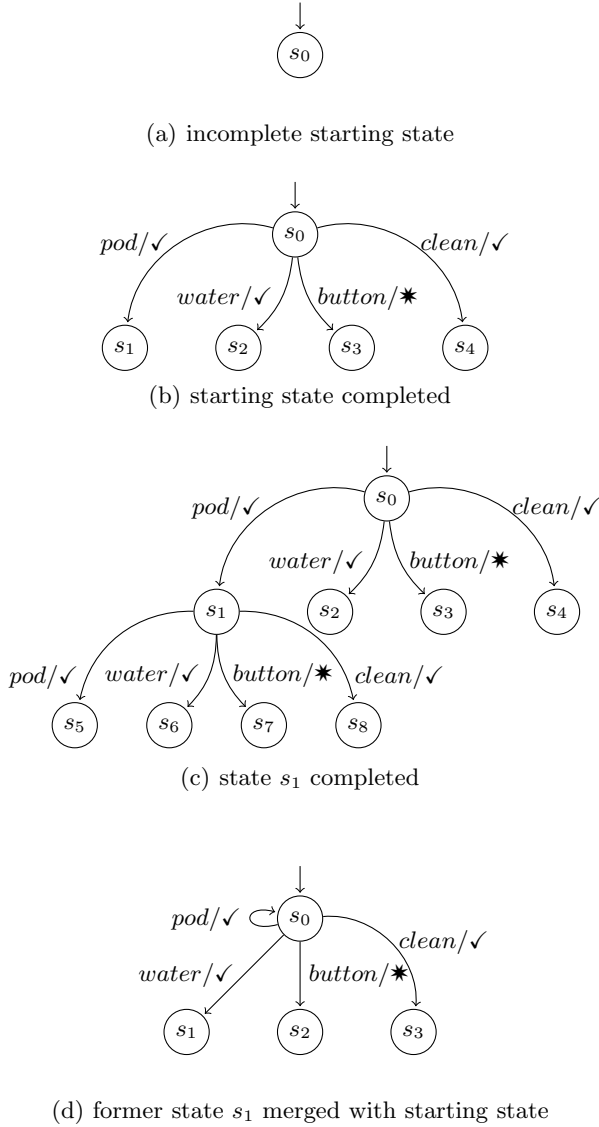 s0
(a) incomplete starting state
s0
pod/✓ clean/✓
water/✓ button/✷
s1 s2 s3 s4
(b) starting state completed
s0
pod/✓ clean/✓
water/✓ button/✷
s1 s2 s3 s4
pod/✓ water/✓ button/✷ clean/✓
s5 s6 s7 s8
(c) state s1 completed
pod/✓ s0
clean/✓
water/✓ button/✷
s1 s2 s3
(d) former state s1 merged with starting state